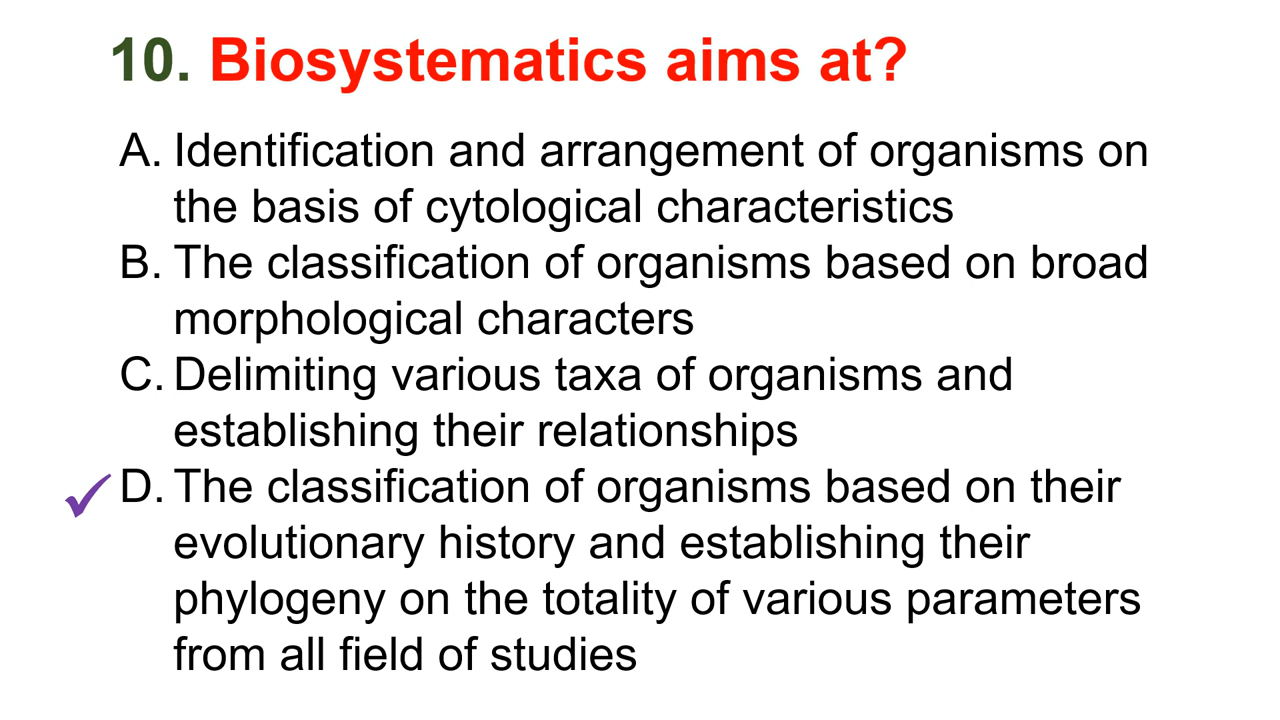 10. Biosystematics aims at?
A. Identification and arrangement of organisms on
the basis of cytological characteristics
B. The classification of organisms based on broad
morphological characters
C. Delimiting various taxa of organisms and
establishing their relationships
D. The classification of organisms based on their
evolutionary history and establishing their
phylogeny on the totality of various parameters
from all field of studies